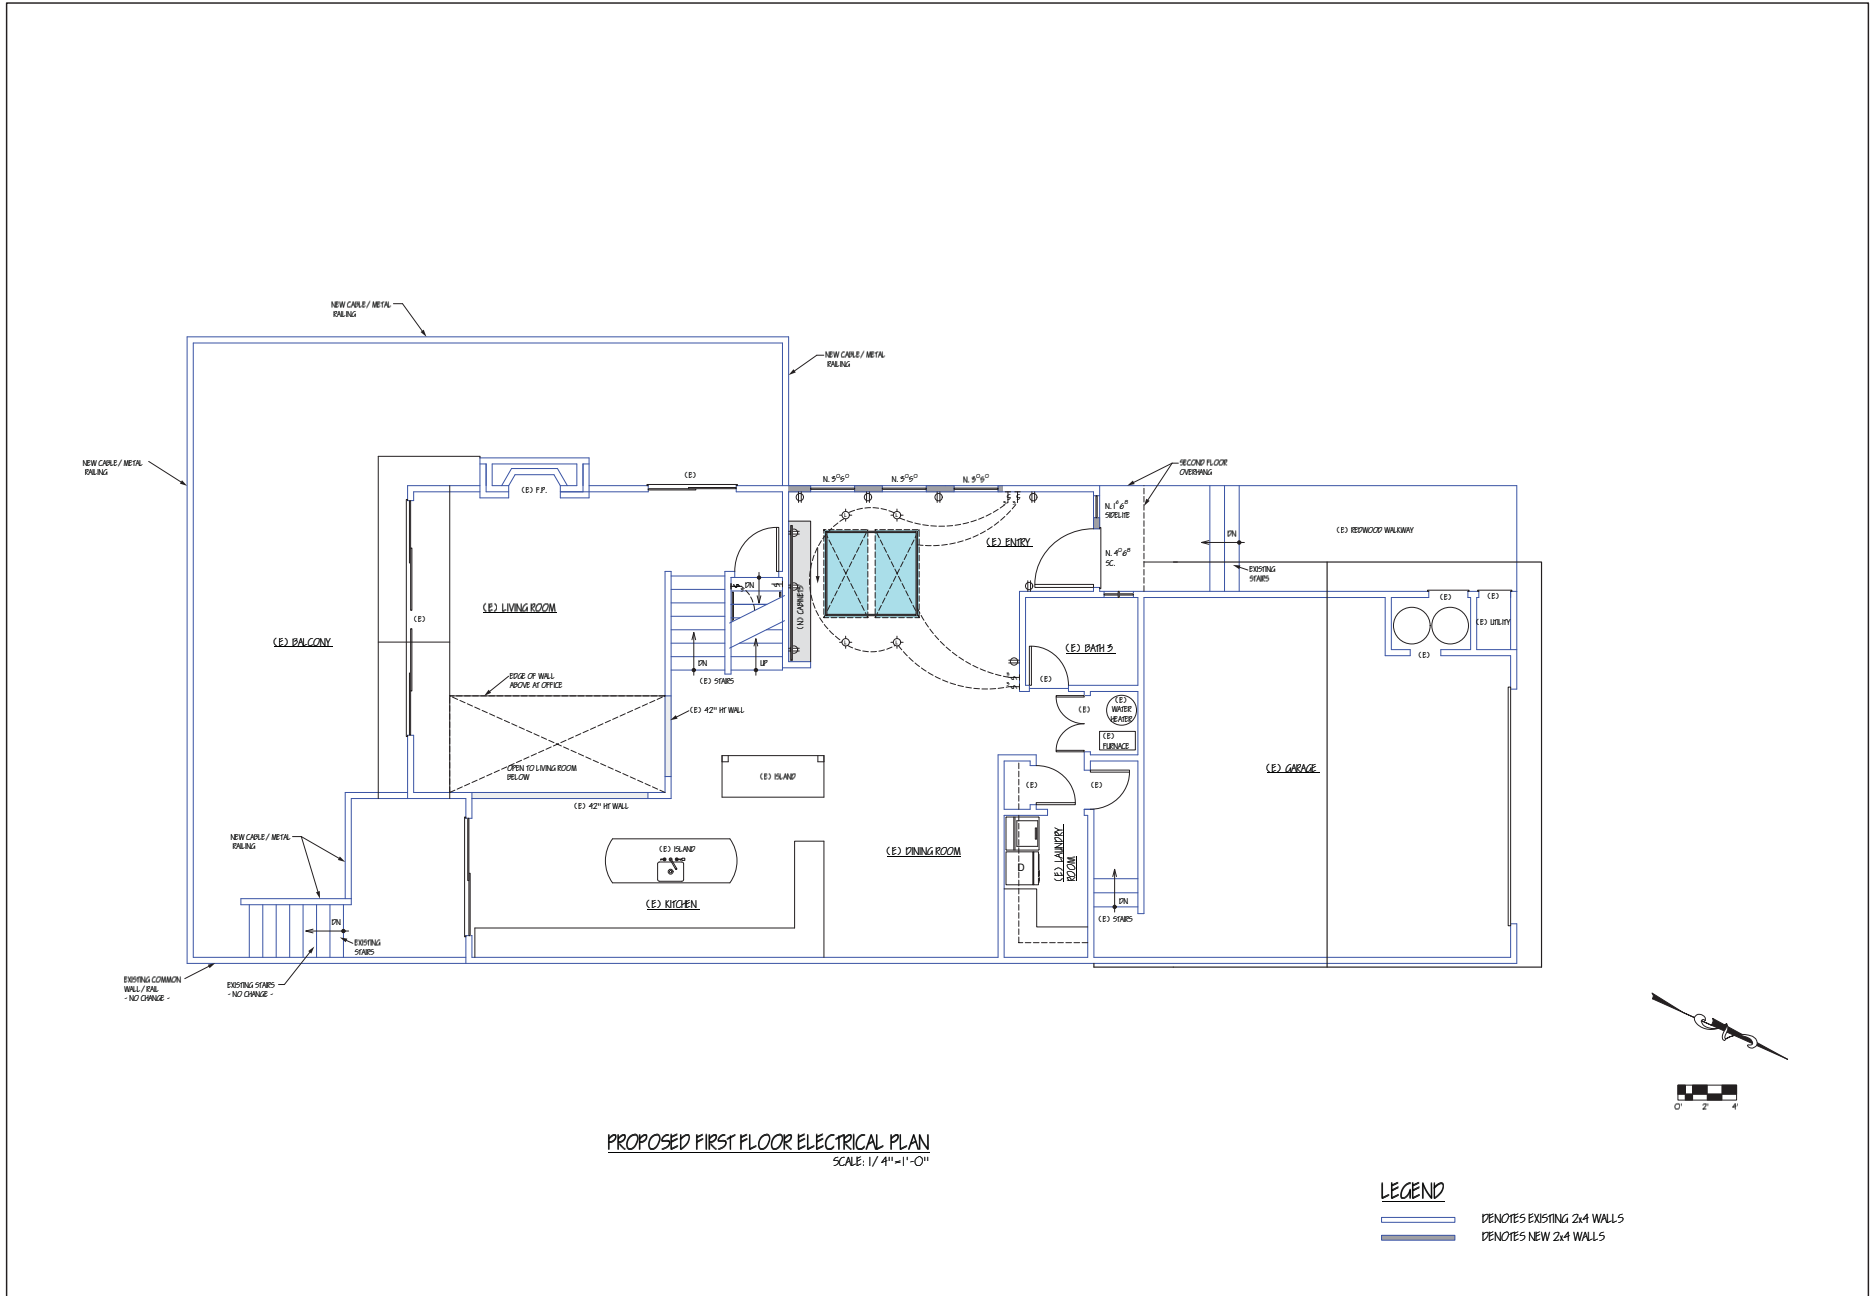 NEW CABLE / METAL
RAILING
NEW CABLE / METAL
RAILING
NEW CABLE / METAL
RAILING
SECOND FLOOR
OVERHANG
(E)
(E) F.P.
N. 3⁰5⁰
N. 3⁰5⁰
N. 3⁰5⁰
N. 1⁶6⁸
SIDELITE
(E) REDWOOD WALKWAY
DN
(E) ENTRY
N. 4⁰6⁸
SC.
EXISTING
STAIRS
DN
(E) LIVING ROOM
(N) CABINETS
(E)
(E)
(E)
(E) UTILITY
(E) BALCONY
(E) BATH 3
(E)
DN
UP
(E) STAIRS
EDGE OF WALL
ABOVE AT OFFICE
(E)
(E) 42" HT WALL
(E)
(E)
WATER
HEATER
(E)
FURNACE
OPEN TO LIVING ROOM
BELOW
(E) ISLAND
(E) GARAGE
(E)
(E)
(E) 42" HT WALL
NEW CABLE / METAL
RAILING
(E) ISLAND
(E) DINING ROOM
(E) LAUNDRY
ROOM
D
(E) KITCHEN
DN
(E) STAIRS
DN
EXISTING
STAIRS
EXISTING COMMON
WALL / RAIL
- NO CHANGE -
EXISTING STAIRS
- NO CHANGE -
0' 2' 4'
PROPOSED FIRST FLOOR ELECTRICAL PLAN
SCALE: 1/4"=1'-0"
LEGEND
DENOTES EXISTING 2x4 WALLS
DENOTES NEW 2x4 WALLS